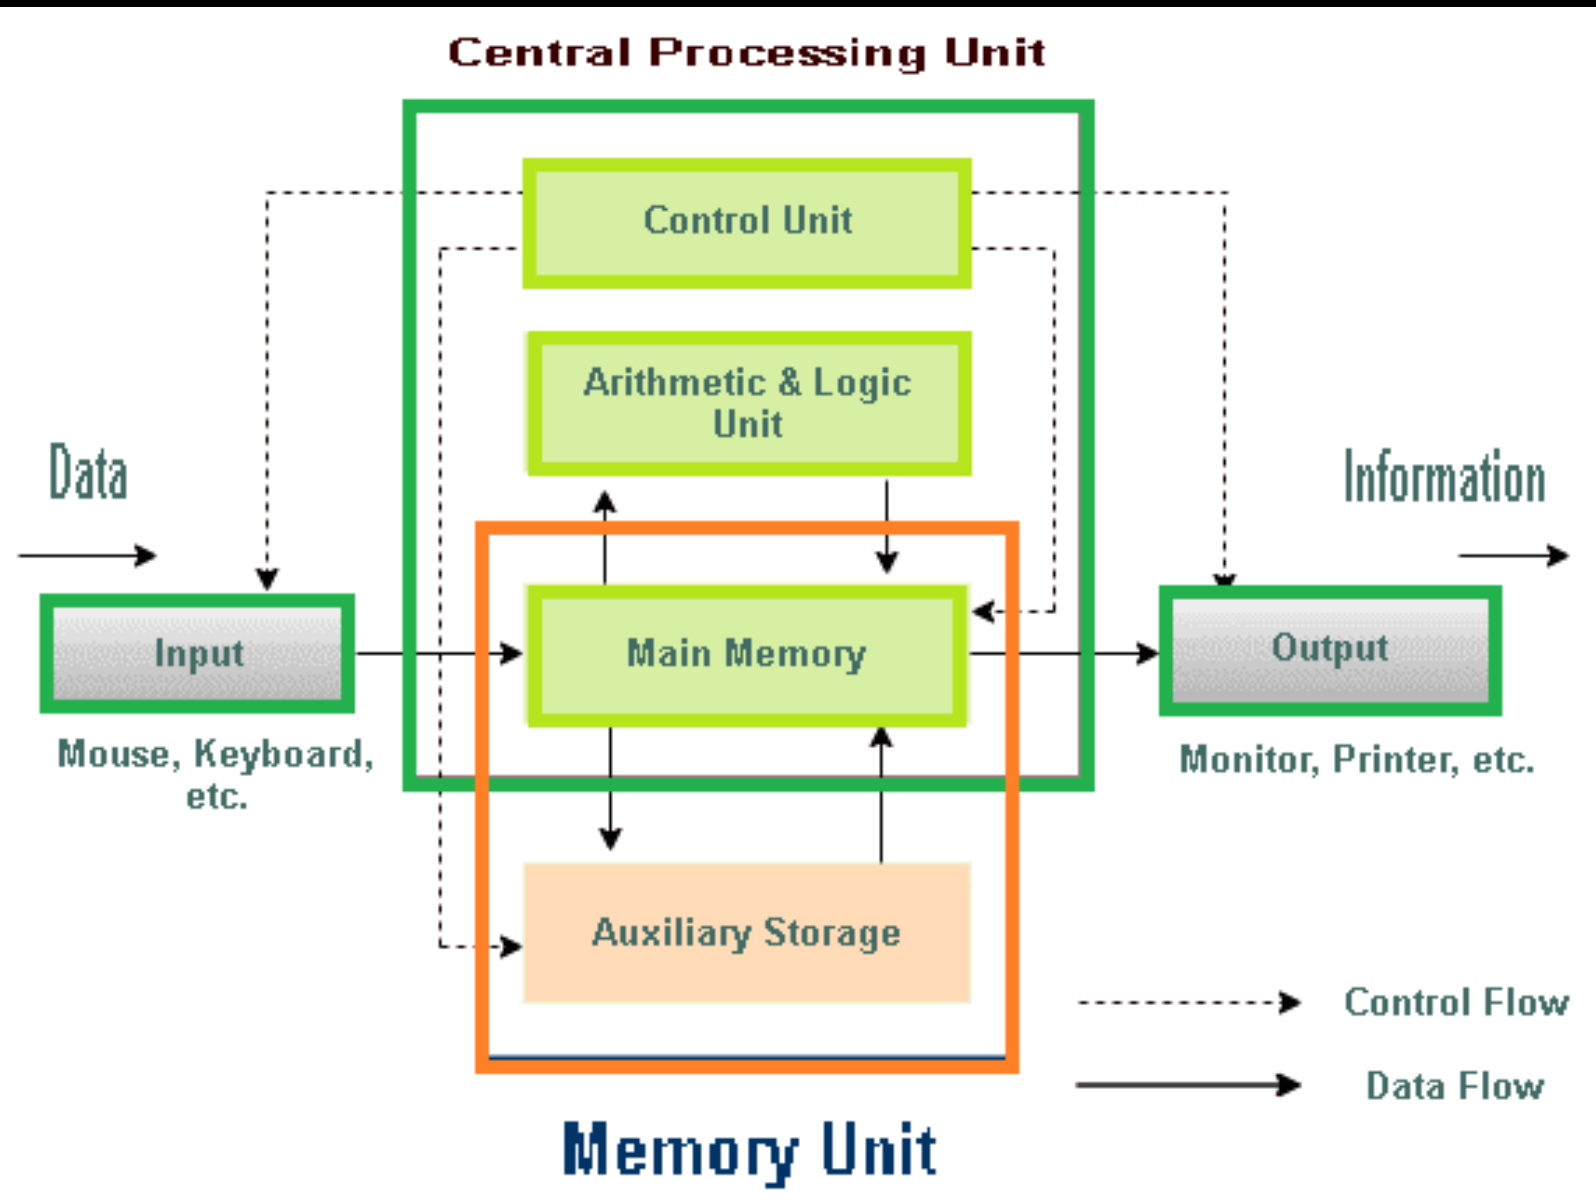 Central Processing Unit
Control Unit
Arithmetic & Logic
Unit
Data
Information
Input
Main Memory
Output
Mouse, Keyboard,
etc.
Monitor, Printer, etc.
Auxiliary Storage
Control Flow
Data Flow
Memory Unit